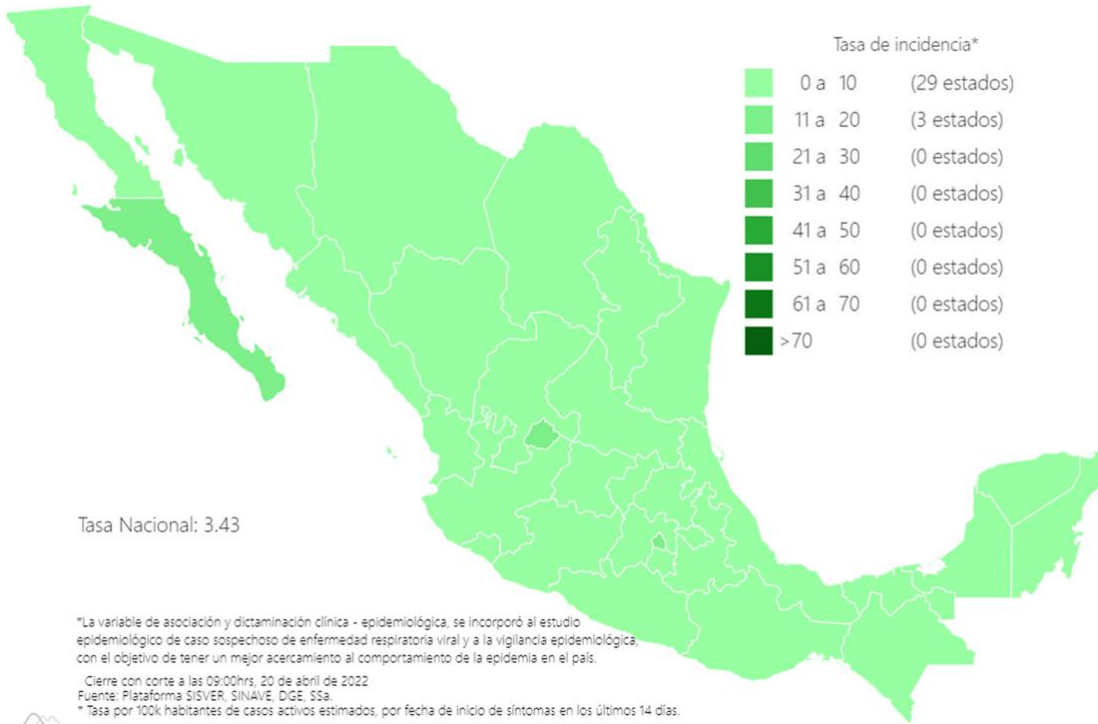 Tasa de incidencia*
0 a 10 (29 estados)
11 a 20 (3 estados)
21 a 30 (0 estados)
31 a 40 (0 estados)
41 a 50 (0 estados)
51 a 60 (0 estados)
61 a 70 (0 estados)
>70 (0 estados)
Tasa Nacional: 3.43
*La variable de asociación y dictaminación clínica - epidemiológica, se incorporó al estudio
epidemiológico de caso sospechoso de enfermedad respiratoria viral y a la vigilancia epidemiológica,
con el objetivo de tener un mejor acercamiento al comportamiento de la epidemia en el país.
Cierre con corte a las 09:00hrs, 20 de abril de 2022
Fuente: Plataforma SISVER, SINAVE, DGE, SSa.
* Tasa por 100k habitantes de casos activos estimados, por fecha de inicio de síntomas en los últimos 14 días.